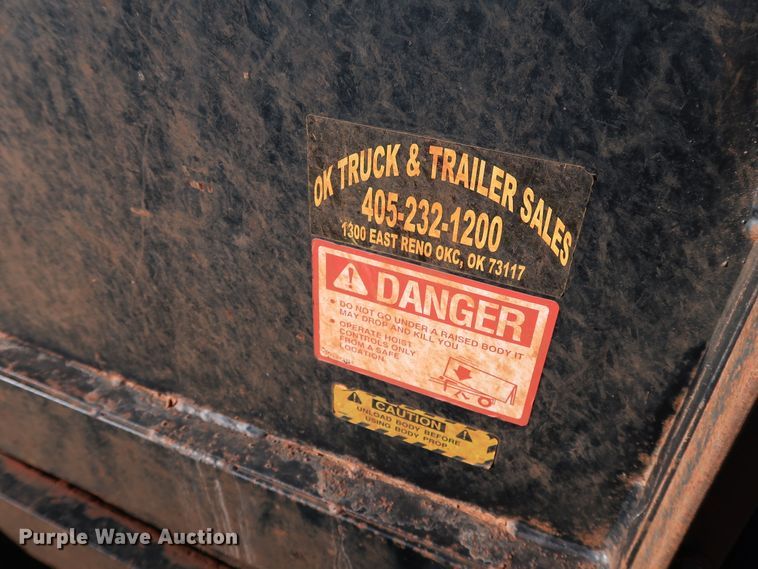 OK TRUCK & TRAILER SALES
405-232-1200
1300 EAST RENO OKC, OK 73117
DANGER
• DO NOT GO UNDER A RAISED BODY IT
MAY DROP AND KILL YOU
• OPERATE HOIST
CONTROLS ONLY
FROM A SAFE
LOCATION.
CAUTION
UNLOAD BODY BEFORE
USING BODY PROP
Purple Wave Auction